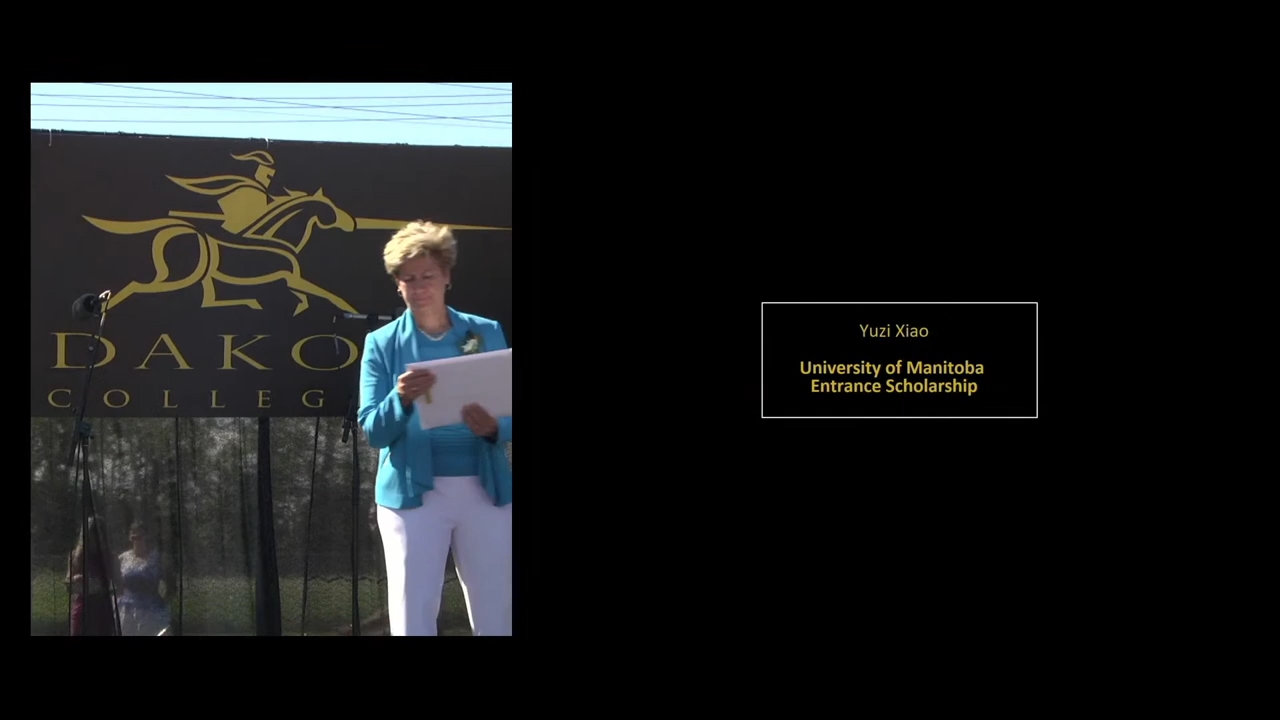 DAKO
COLLEG
Yuzi Xiao
University of Manitoba
Entrance Scholarship